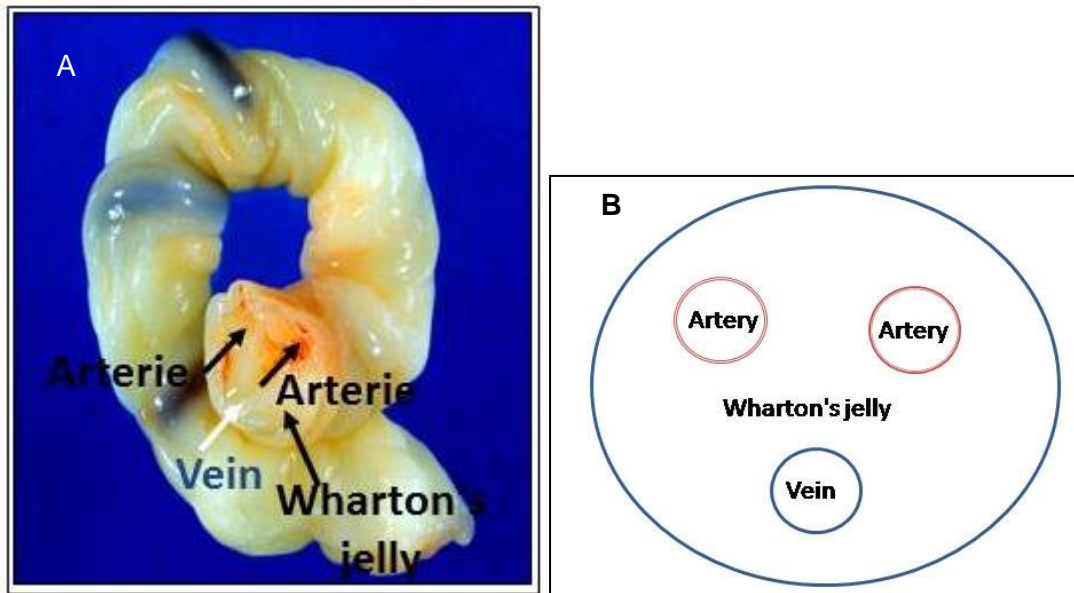 A
Arterie
Arterie
Vein
Wharton's
jelly
B
Artery
Artery
Wharton's jelly
Vein